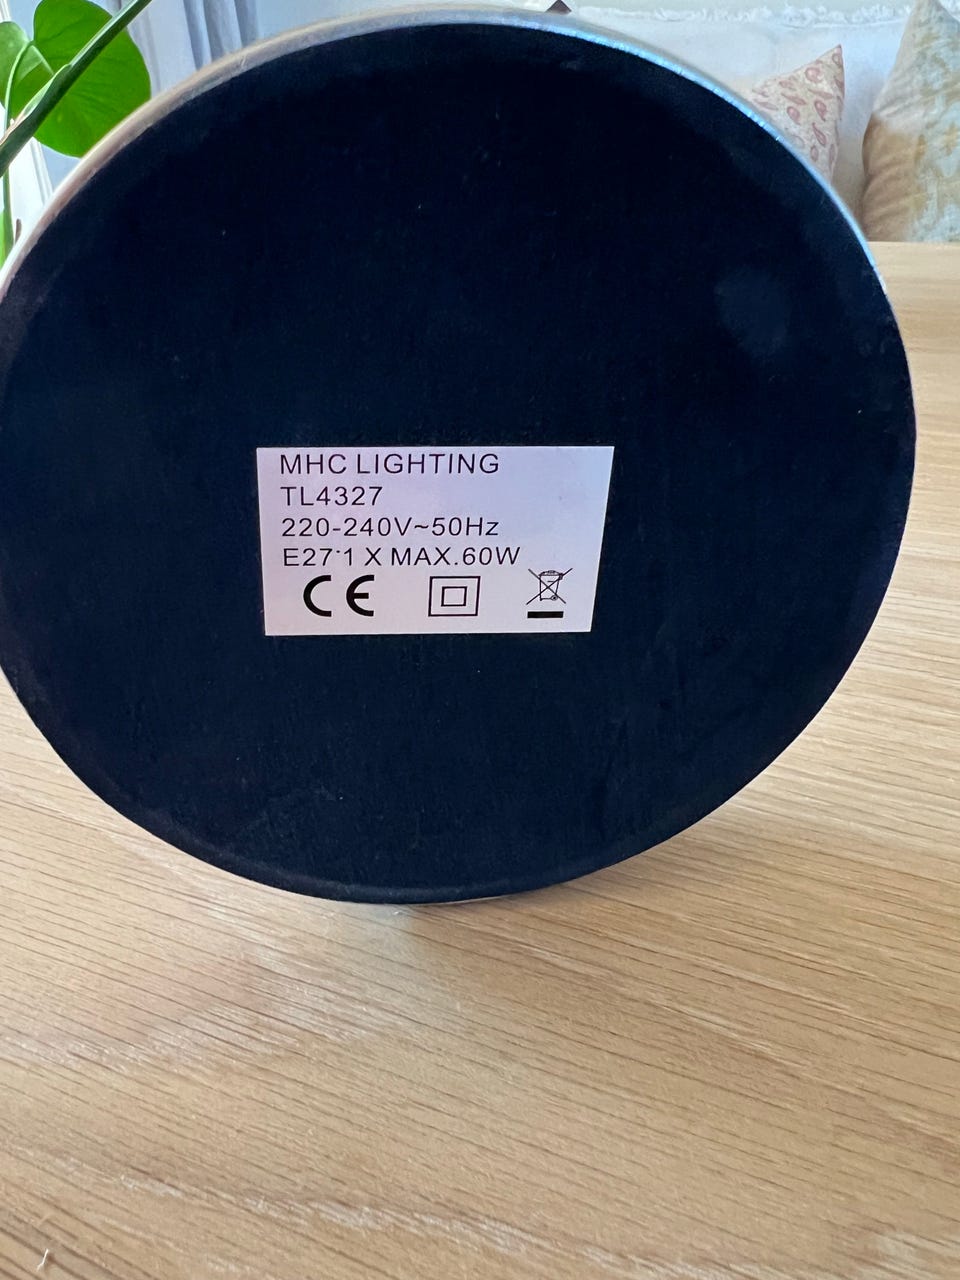 MHC LIGHTING
TL4327
220-240V~50Hz
E27·1 X MAX.60W
CE